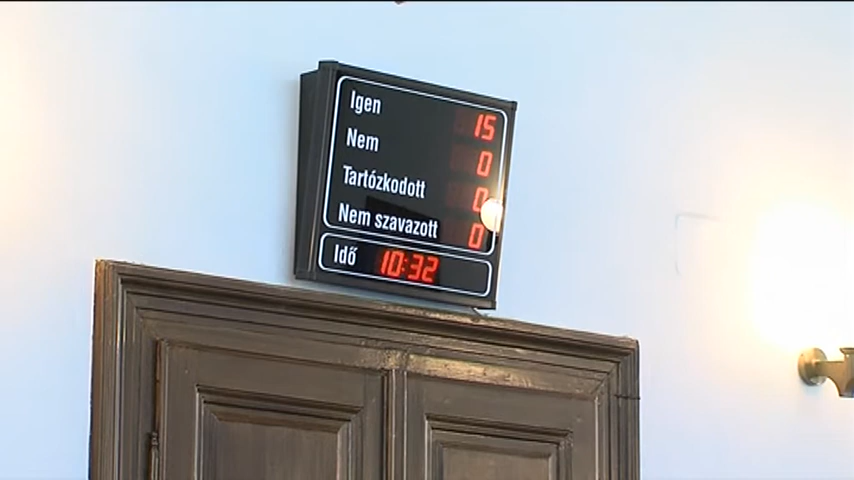 Igen 15
Nem 0
Tartózkodott 0
Nem szavazott 0
Idő 10:32